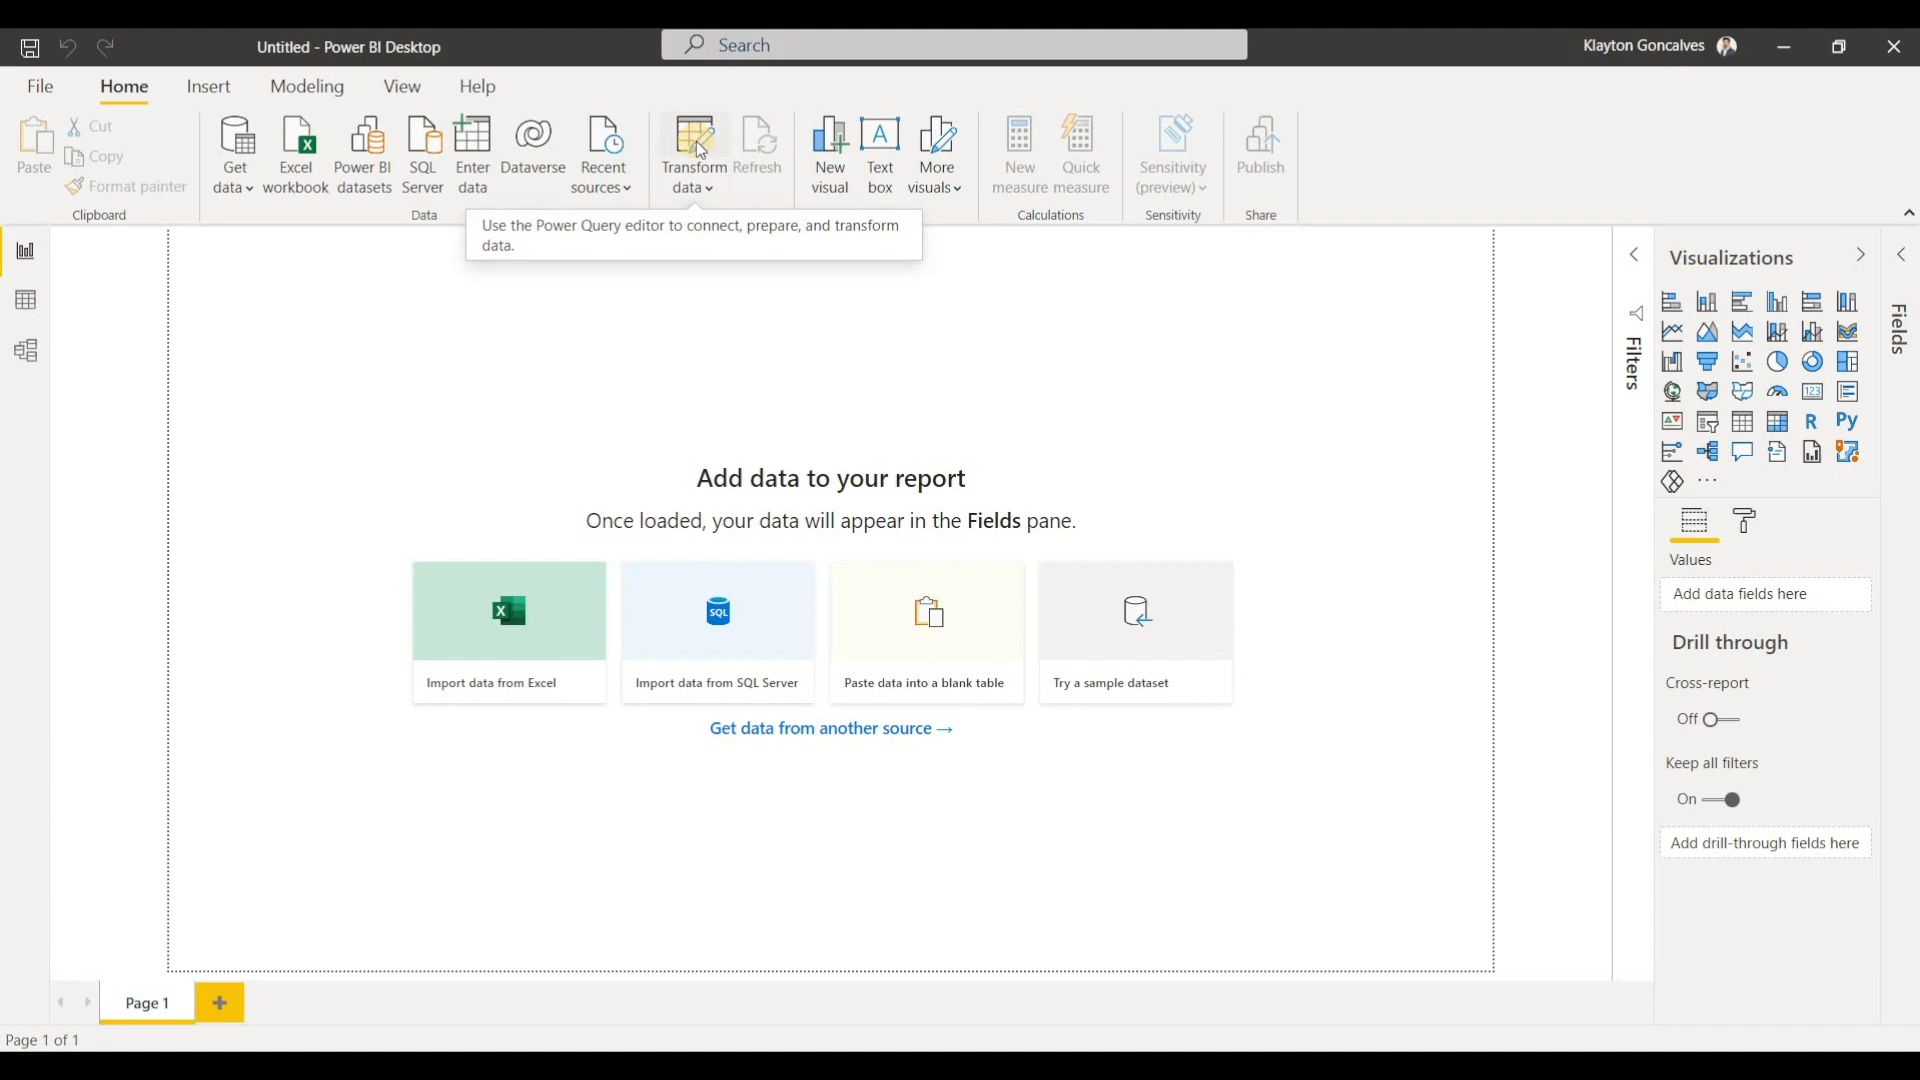 Untitled - Power BI Desktop
Search
Klayton Goncalves
File Home Insert Modeling View Help
Paste
Cut
Copy
Format painter
Clipboard
Get data
Excel workbook
Power BI datasets
SQL Server
Enter data
Dataverse
Recent sources
Data
Transform data
Refresh
New visual
Text box
More visuals
New measure
Quick measure
Calculations
Sensitivity (preview)
Sensitivity
Publish
Share
Use the Power Query editor to connect, prepare, and transform
data.
Add data to your report
Once loaded, your data will appear in the Fields pane.
X
SQL
Import data from Excel
Import data from SQL Server
Paste data into a blank table
Try a sample dataset
Get data from another source →
Filters
Visualizations
123
R
Py
Values
Add data fields here
Drill through
Cross-report
Off
Keep all filters
On
Add drill-through fields here
Fields
Page 1
Page 1 of 1